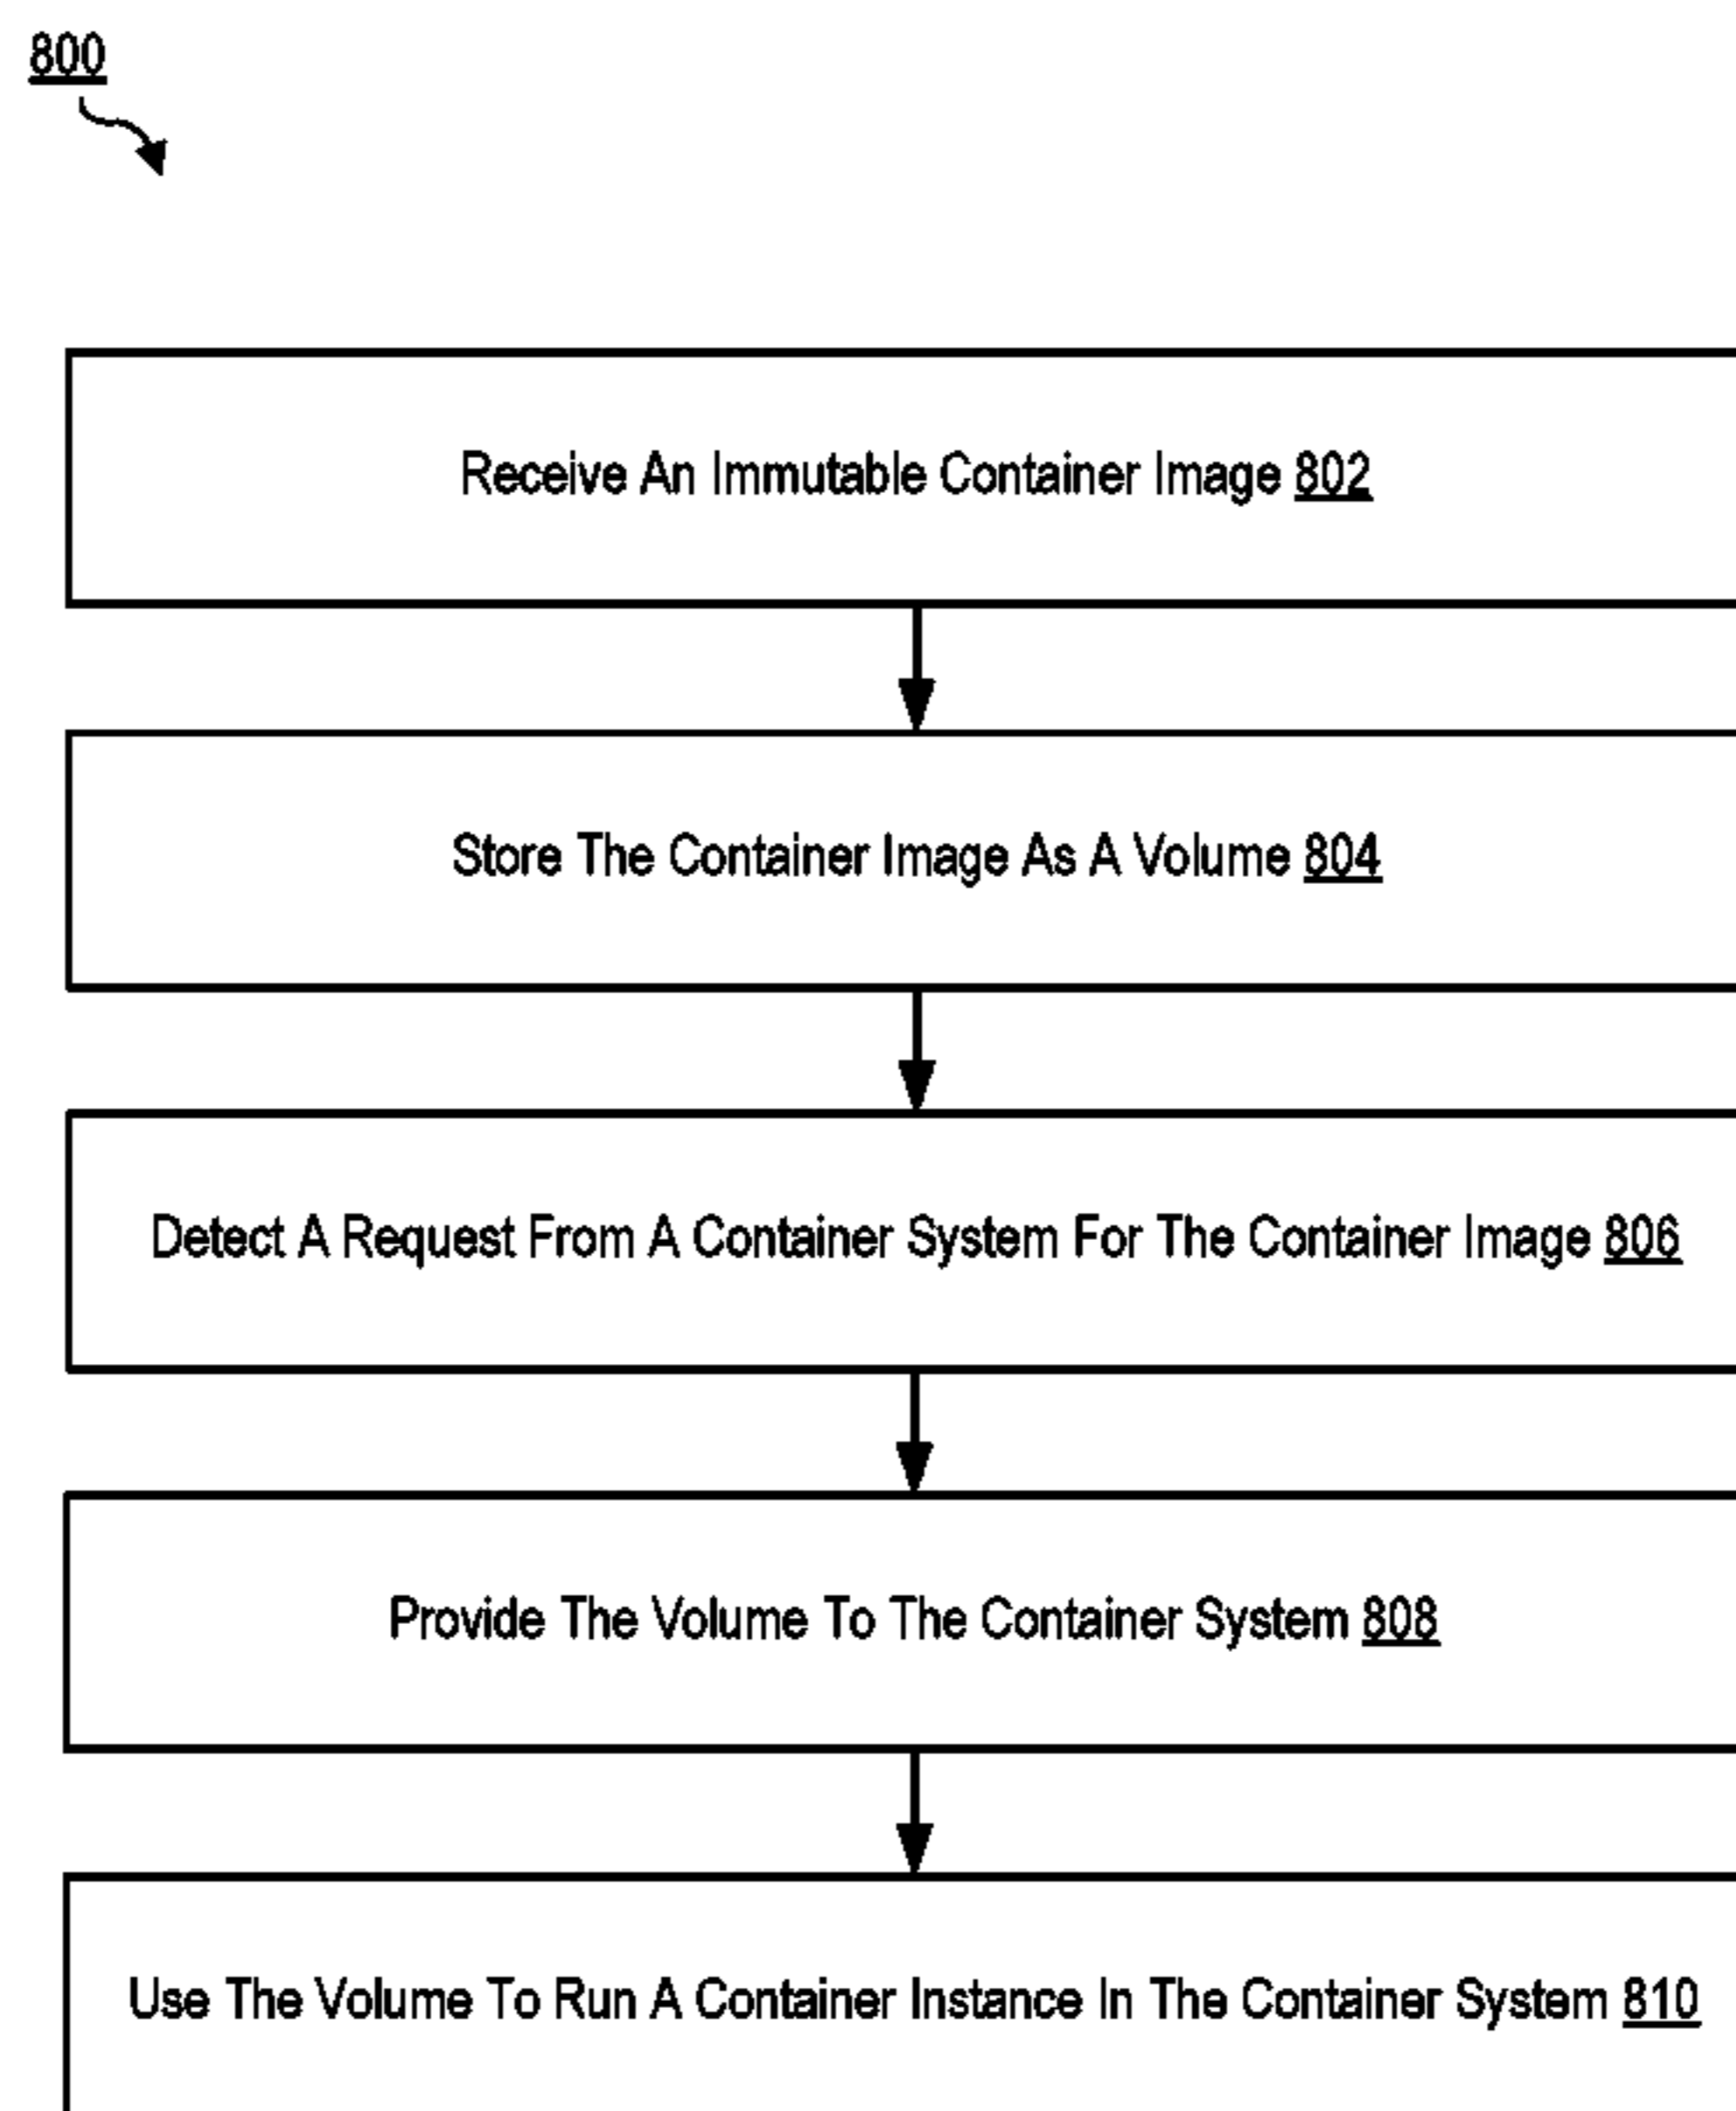 800
Receive An Immutable Container Image 802
Store The Container Image As A Volume 804
Detect A Request From A Container System For The Container Image 806
Provide The Volume To The Container System 808
Use The Volume To Run A Container Instance In The Container System 810